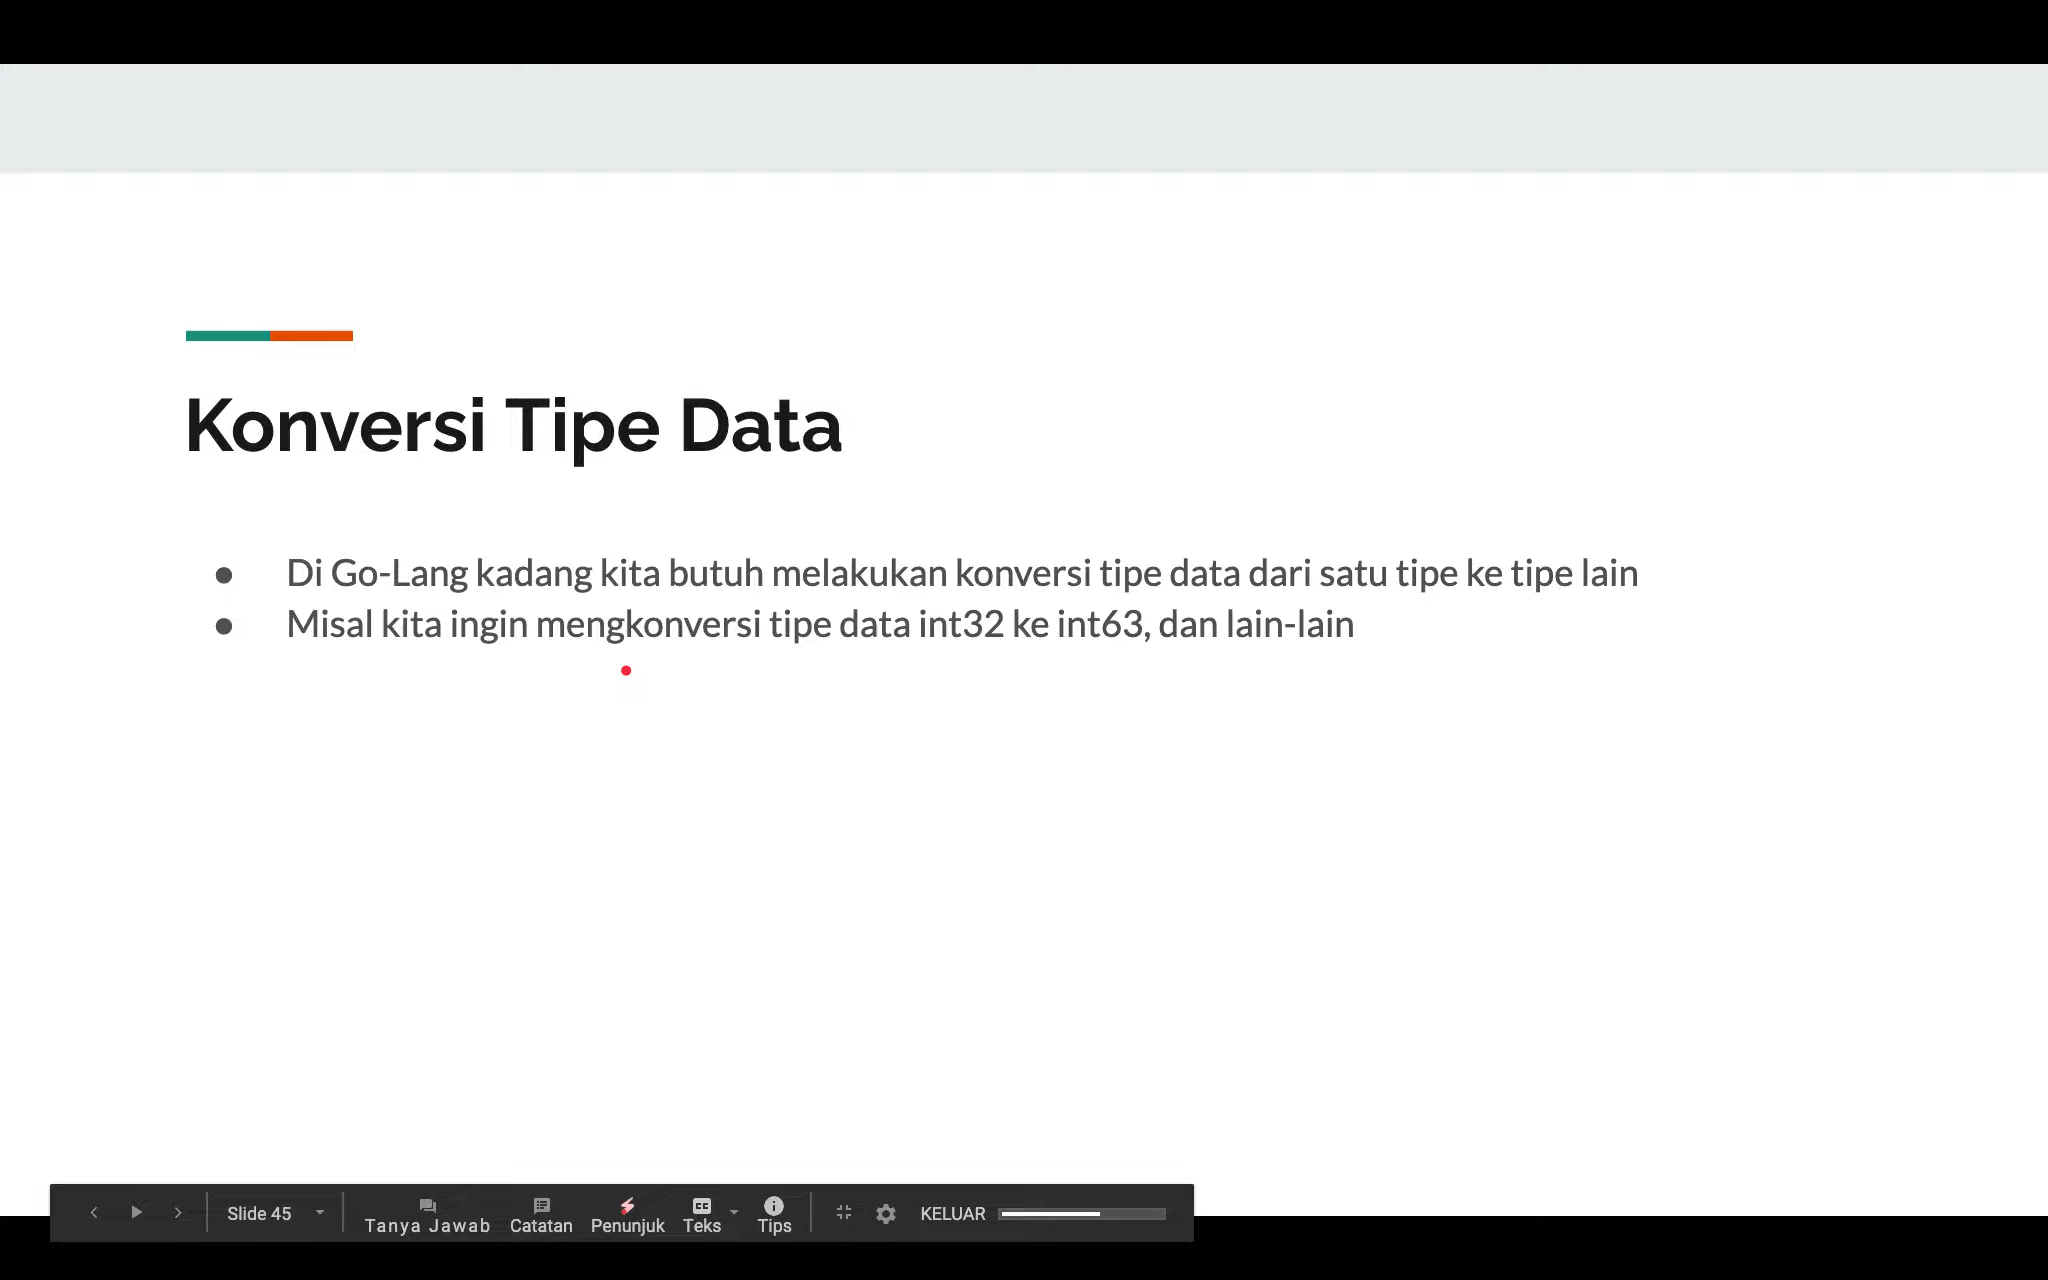 Konversi Tipe Data
● Di Go-Lang kadang kita butuh melakukan konversi tipe data dari satu tipe ke tipe lain
● Misal kita ingin mengkonversi tipe data int32 ke int63, dan lain-lain
Slide 45 Tanya Jawab Catatan Penunjuk Teks Tips KELUAR